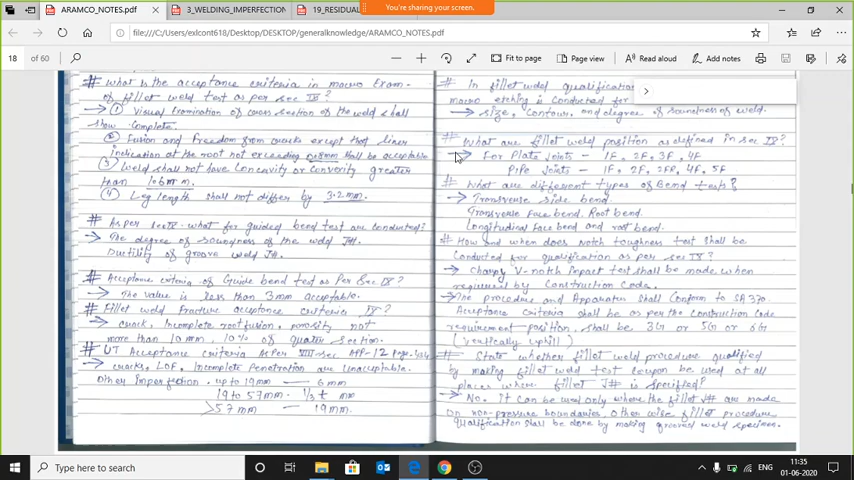 ARAMCO_NOTES.pdf
3_WELDING_IMPERFECTION
19_RESIDUAL
You're sharing your screen.
file:///C:/Users/exlcont618/Desktop/DESKTOP/generalknowledge/ARAMCO_NOTES.pdf
18 of 60
Fit to page
Page view
Read aloud
Add notes
# What is the acceptance criteria in macro Exam-
of fillet weld test as per sec IX?
→ ① Visual Examination of cross section of the weld shall
show complete.
② Fusion and Freedom from cracks except that liner
indication at the root not exceeding 0.8mm shall be acceptable
③ Weld shall not have Concavity or Convexity greater
than 1.6mm.
④ Leg length shall not differ by 3.2mm.
# As per sec IX what for guided bend test are conducted?
→ The degree of soundness of the weld J#.
Ductility of groove weld J#.
# Acceptance criteria of Guide bend test as Per Sec IX?
→ The value is less than 3mm acceptable.
# Fillet weld Fracture acceptance criteria IX?
→ crack, Incomplete root fusion, porosity not
more than 10mm, 10% of quater section.
# UT Acceptance criteria As Per VIII-sec APP-12 Page
→ cracks, LOF, Incomplete Penetration are Unacceptable.
Other imperfection. up to 19mm — 6mm
19 to 57mm - 1/3 t mm
>57mm — 19mm.
# In fillet weld qualification
macro etching is Conducted for
→ size, Contour, and degree of soundness of weld.
# What are fillet weld position as defined in sec IX?
→ For Plate Joints — 1F, 2F, 3F, 4F
Pipe Joints — 1F, 2F, 2FR, 4F, 5F
# What are different types of Bend tests?
→ Transverse side bend.
Transverse Face bend, Root bend.
Longitudical Face bend and root bend.
# How and when does Noth toughness test shall be
Conducted for qualification as per sec IX?
→ Charpy V-noth Impact test shall be made when
required by Construction Code.
→ The procedure and Apparatus shall Conform to SA 370.
Acceptance Criteria shall be as per the Construction Code
requirement position, shall be 3G or 5G or 6G
(vertically uphill)
# State whether fillet weld procedure qualified
by making fillet weld test coupon be used at all
places where fillet J# is specified?
→ No. It can be used only where the fillet J# are made
on non-pressure boundaries, other wise fillet procedure
qualification shall be done by making grooved weld specimen.
Type here to search
ENG
11:35
01-06-2020